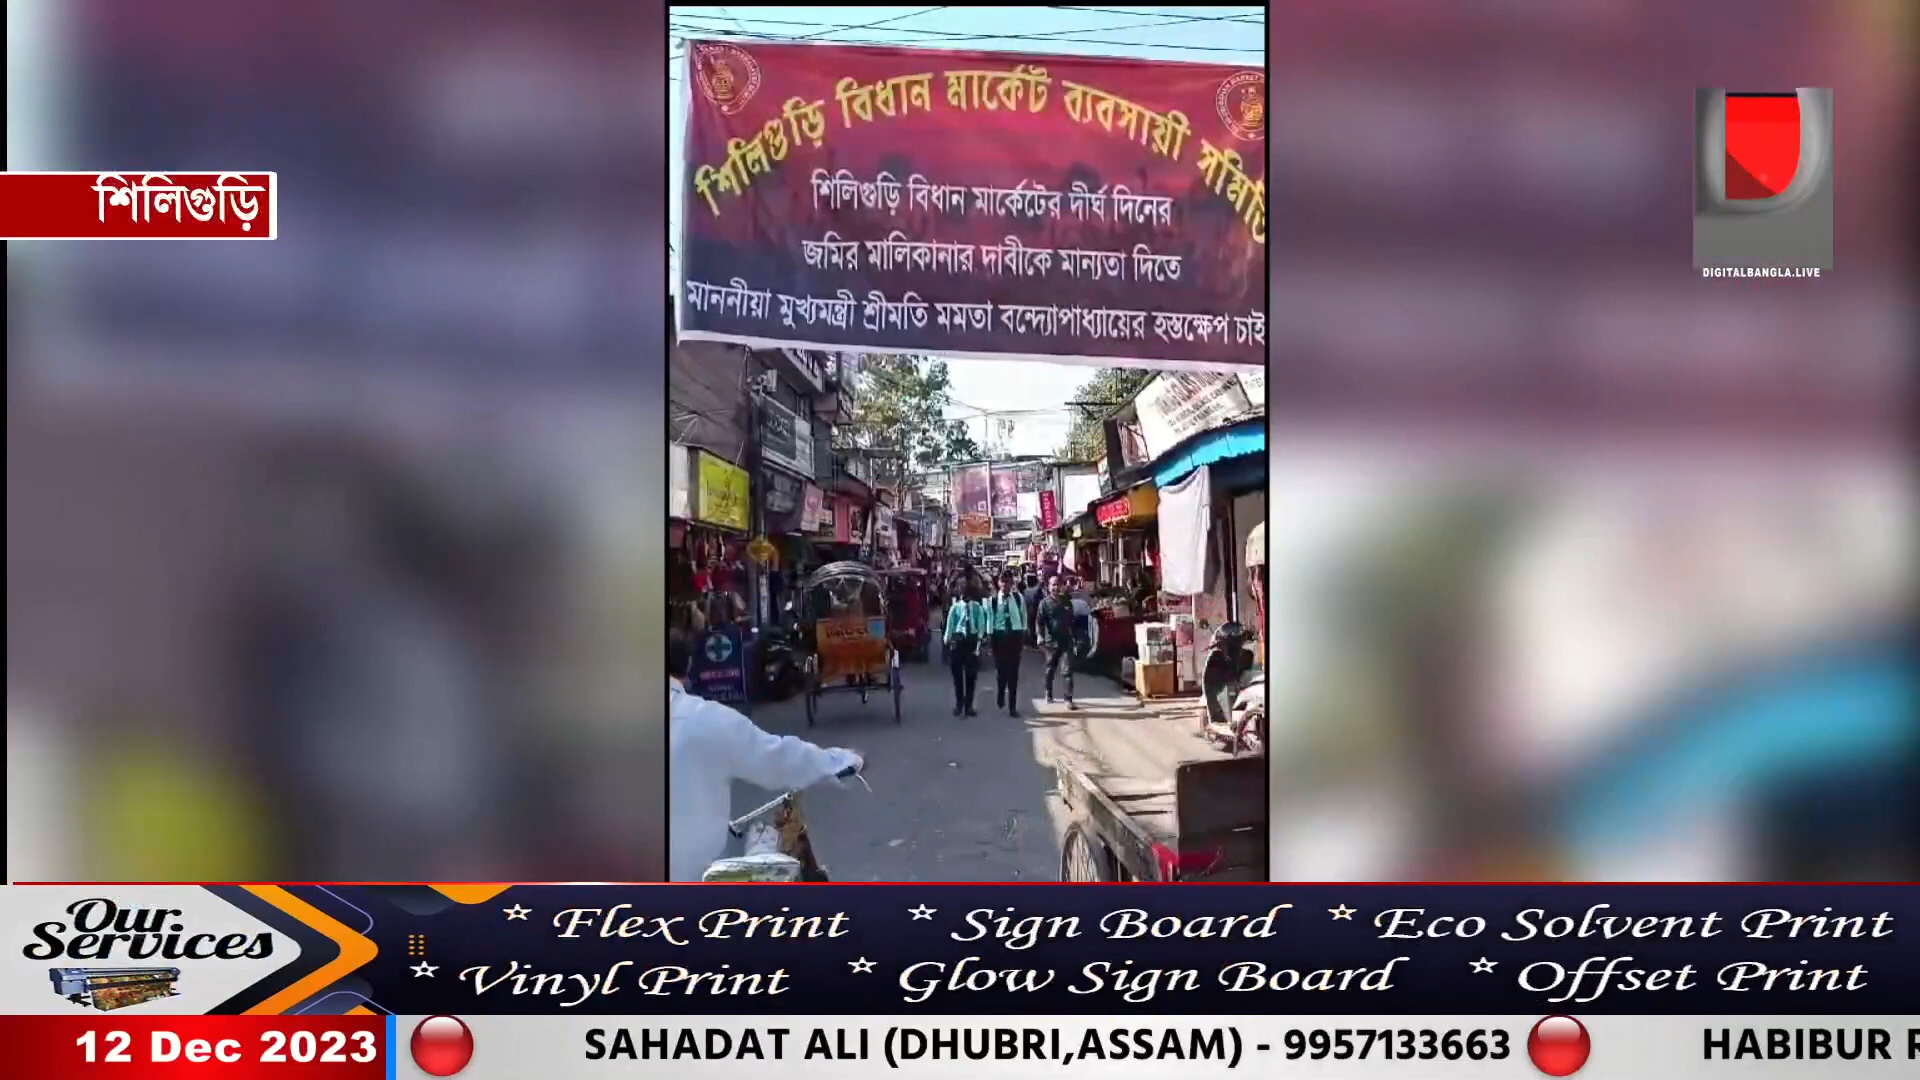 শিলিগুড়ি বিধান মার্কেট ব্যবসায়ী সমিতি
শিলিগুড়ি বিধান মার্কেটের দীর্ঘ দিনের
জমির মালিকানার দাবীকে মান্যতা দিতে
মাননীয়া মুখ্যমন্ত্রী শ্রীমতি মমতা বন্দ্যোপাধ্যায়ের হস্তক্ষেপ চাই
শিলিগুড়ি
DIGITALBANGLA.LIVE
Our Services
* Flex Print * Sign Board * Eco Solvent Print
* Vinyl Print * Glow Sign Board * Offset Print
12 Dec 2023
SAHADAT ALI (DHUBRI,ASSAM) - 9957133663
HABIBUR